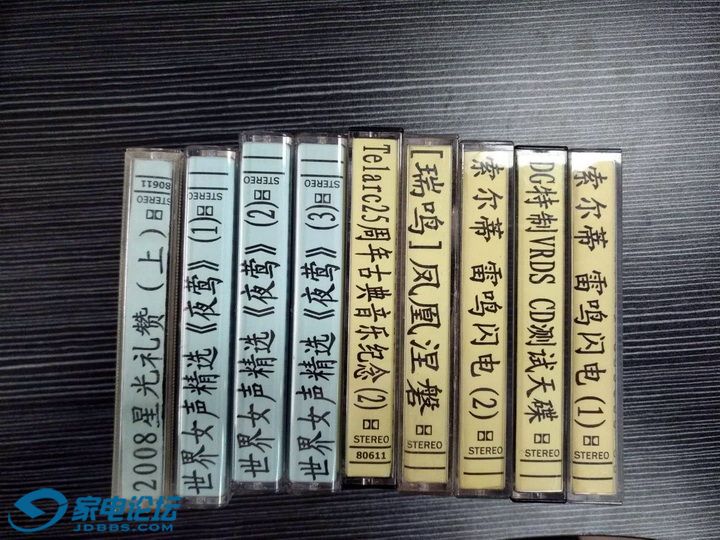 2008星光礼赞（上）
STEREO
80611
世界女声精选《夜莺》(1)
STEREO
世界女声精选《夜莺》(2)
STEREO
世界女声精选《夜莺》(3)
STEREO
Telarc25周年古典音乐纪念(2)
STEREO
80611
[瑞鸣]凤凰涅磐
STEREO
索尔蒂 雷鸣闪电(2)
STEREO
DG特制VRDS CD测试天碟
STEREO
索尔蒂 雷鸣闪电(1)
STEREO
家电论坛
JDBBS.COM